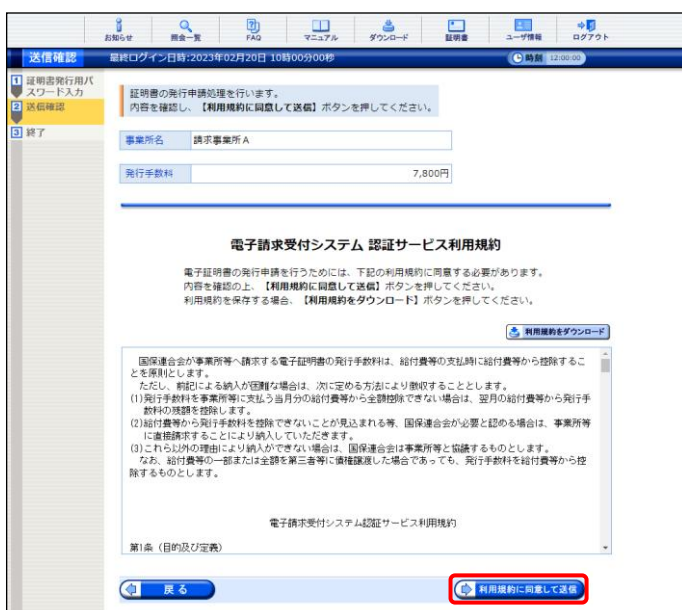 お知らせ 照会一覧 FAQ マニュアル ダウンロード 証明書 ユーザ情報 ログアウト
送信確認 最終ログイン日時:2023年02月20日 10時00分00秒 時刻 12:00:00
1 証明書発行用パ
スワード入力
2 送信確認
3 終了
証明書の発行申請処理を行います。
内容を確認し、【利用規約に同意して送信】ボタンを押してください。
事業所名 請求事業所A
発行手数料 7,800円
電子請求受付システム 認証サービス利用規約
電子証明書の発行申請を行うためには、下記の利用規約に同意する必要があります。
内容を確認の上、【利用規約に同意して送信】ボタンを押してください。
利用規約を保存する場合、【利用規約をダウンロード】ボタンを押してください。
利用規約をダウンロード
国保連合会が事業所等へ請求する電子証明書の発行手数料は、給付費等の支払時に給付費等から控除するこ
とを原則とします。
ただし、前記による納入が困難な場合は、次に定める方法により徴収することとします。
(1)発行手数料を事業所等に支払う当月分の給付費等から全額控除できない場合は、翌月の給付費等から発行手
数料の残額を控除します。
(2)給付費等から発行手数料を控除できないことが見込まれる等、国保連合会が必要と認める場合は、事業所等
に直接請求することにより納入していただきます。
(3)これら以外の理由により納入ができない場合は、国保連合会は事業所等と協議するものとします。
なお、給付費等の一部または全額を第三者等に債権譲渡した場合であっても、発行手数料を給付費等から控
除するものとします。
電子請求受付システム認証サービス利用規約
第1条(目的及び定義)
戻る 利用規約に同意して送信